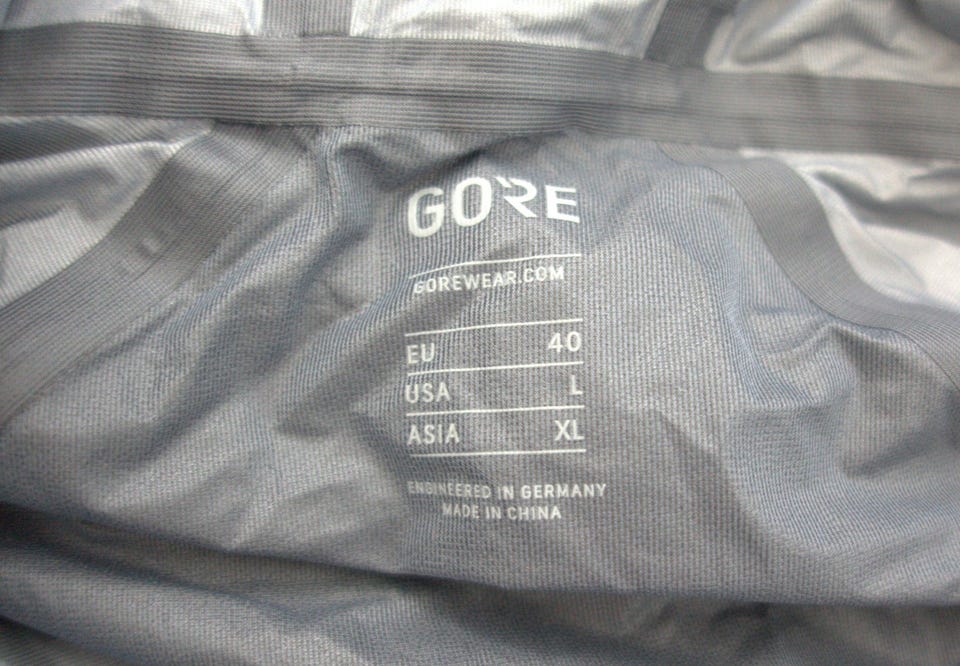 GORE
GOREWEAR.COM
EU 40
USA L
ASIA XL
ENGINEERED IN GERMANY
MADE IN CHINA